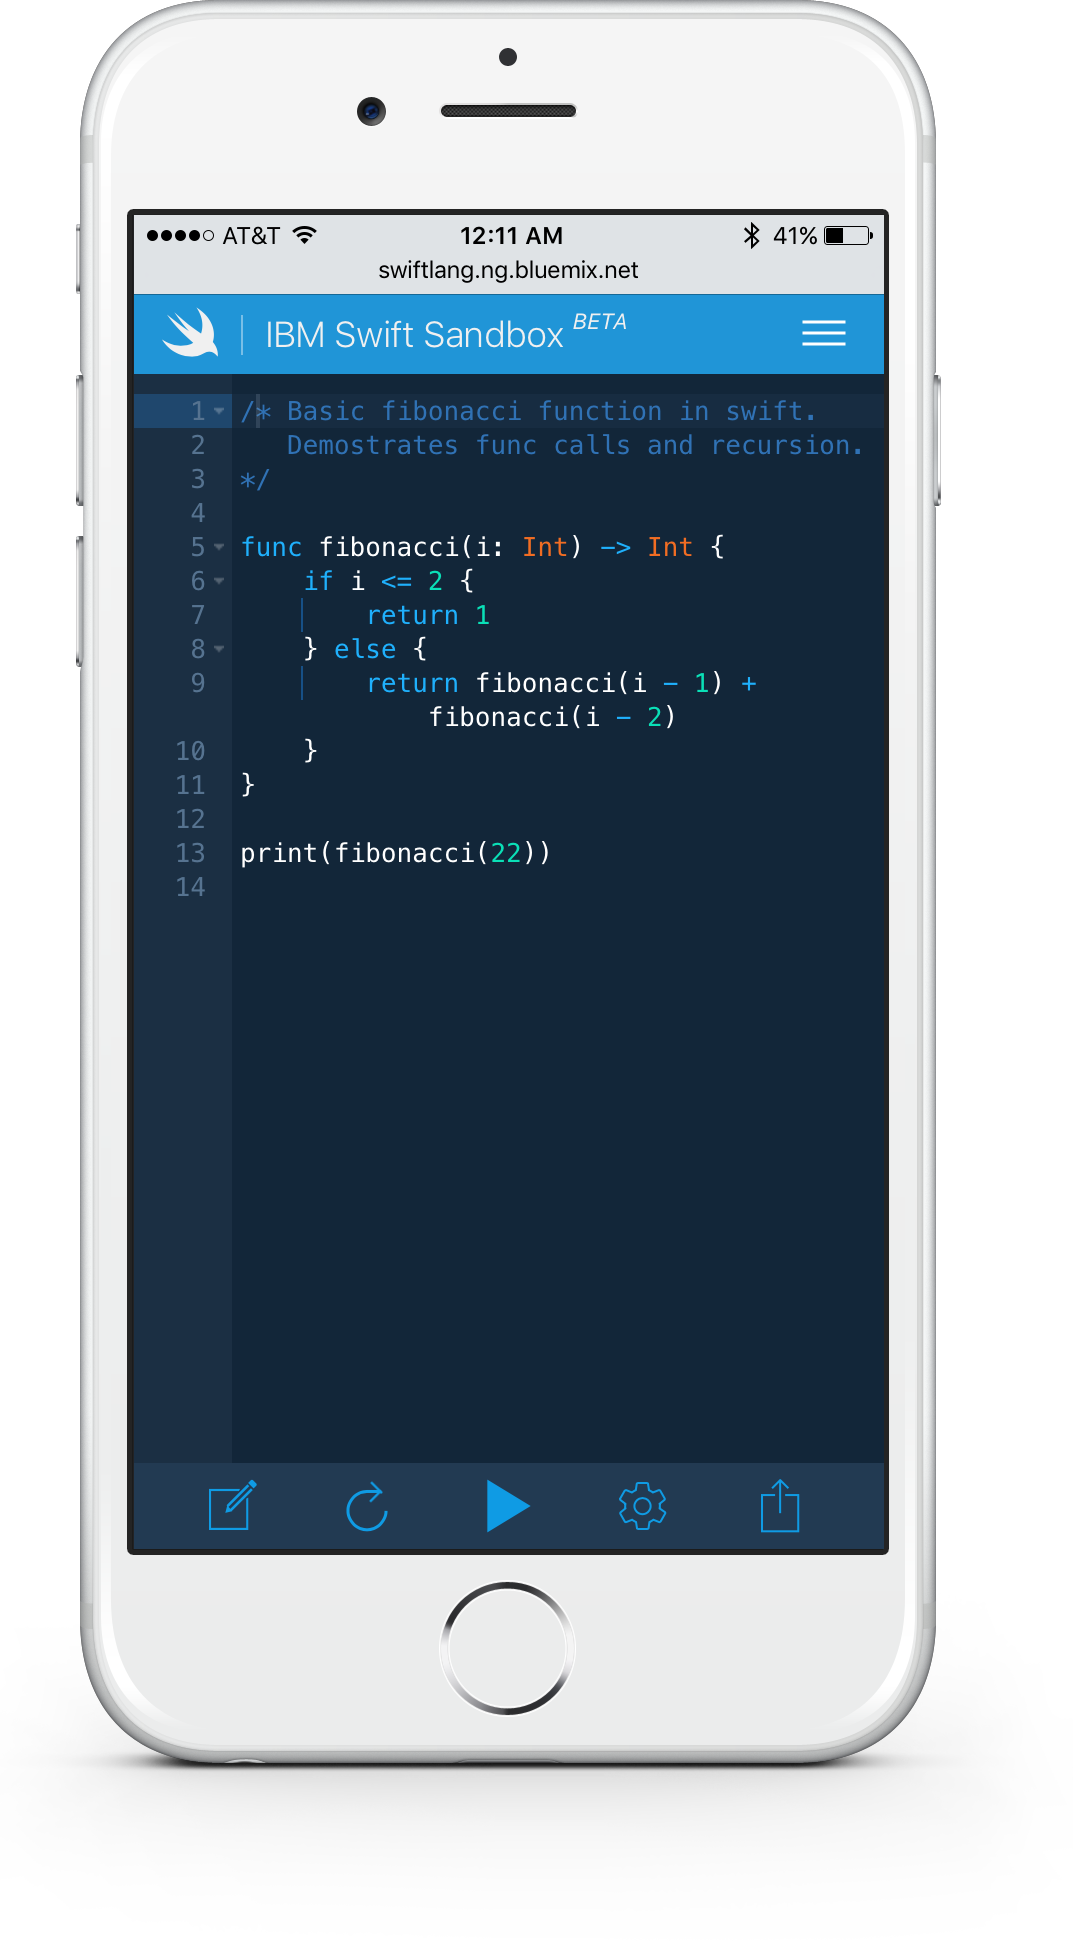 AT&T 12:11 AM 41%
swiftlang.ng.bluemix.net
IBM Swift Sandbox BETA
1 /* Basic fibonacci function in swift.
2 Demostrates func calls and recursion.
3 */
4
5 func fibonacci(i: Int) -> Int {
6 if i <= 2 {
7 return 1
8 } else {
9 return fibonacci(i - 1) +
fibonacci(i - 2)
10 }
11 }
12
13 print(fibonacci(22))
14